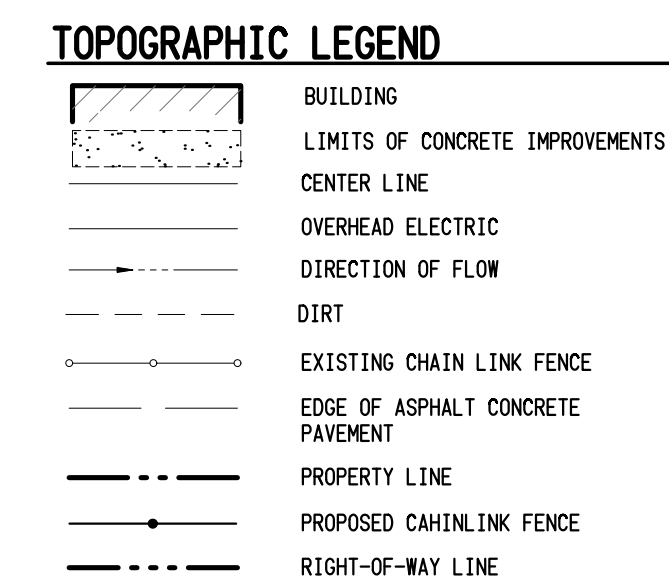 TOPOGRAPHIC LEGEND
BUILDING
LIMITS OF CONCRETE IMPROVEMENTS
CENTER LINE
OVERHEAD ELECTRIC
DIRECTION OF FLOW
DIRT
EXISTING CHAIN LINK FENCE
EDGE OF ASPHALT CONCRETE
PAVEMENT
PROPERTY LINE
PROPOSED CAHINLINK FENCE
RIGHT-OF-WAY LINE